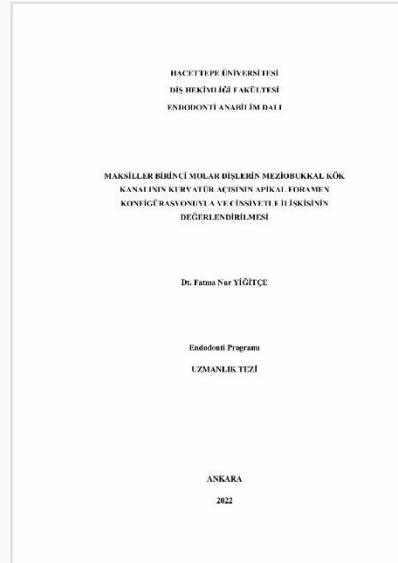 HACETTEPE ÜNİVERSİTESİ
DİŞ HEKİMLİĞİ FAKÜLTESİ
ENDODONTİ ANABİLİM DALI
MAKSİLLER BİRİNCİ MOLAR DİŞLERİN MEZİOBUKKAL KÖK
KANALININ KURVATÜR AÇISININ APİKAL FORAMEN
KONFİGÜRASYONUYLA VE CİNSİYETLE İLİŞKİSİNİN
DEĞERLENDİRİLMESİ
Dt. Fatma Nur YİĞİTÇE
Endodonti Programı
UZMANLIK TEZİ
ANKARA
2022